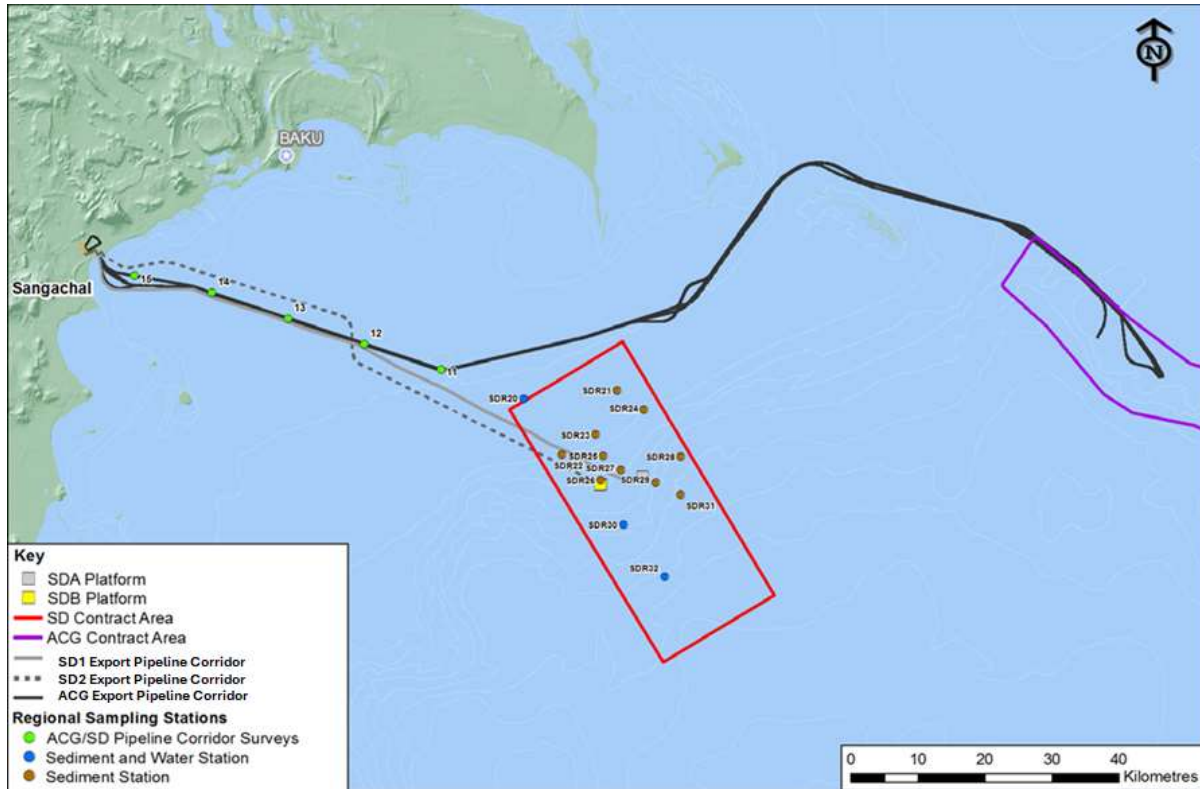 N
BAKU
Sangachal
15
14
13
12
11
SDR20
SDR21
SDR24
SDR23
SDR25
SDR22
SDR27
SDR28
SDR26
SDR29
SDR31
SDR30
SDR32
Key
SDA Platform
SDB Platform
SD Contract Area
ACG Contract Area
SD1 Export Pipeline Corridor
SD2 Export Pipeline Corridor
ACG Export Pipeline Corridor
Regional Sampling Stations
ACG/SD Pipeline Corridor Surveys
Sediment and Water Station
Sediment Station
0 10 20 30 40
Kilometres